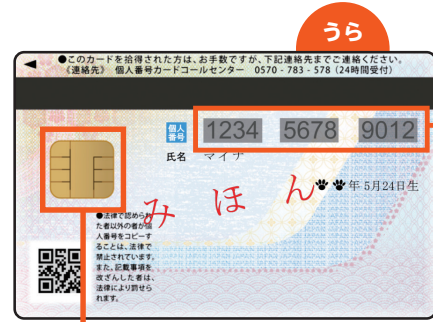 うら
●このカードを拾得された方は、お手数ですが、下記連絡先までご連絡ください。
《連絡先》 個人番号カードコールセンター 0570-783-578（24時間受付）
個人番号 1234 5678 9012
氏名 マイナ
年 5月24日生
みほん
●法律で認められ
た者以外の者が個
人番号をコピーす
ることは、法律で
禁止されています。
また、記載事項を
改ざんした者は、
法律により罰せら
れます。